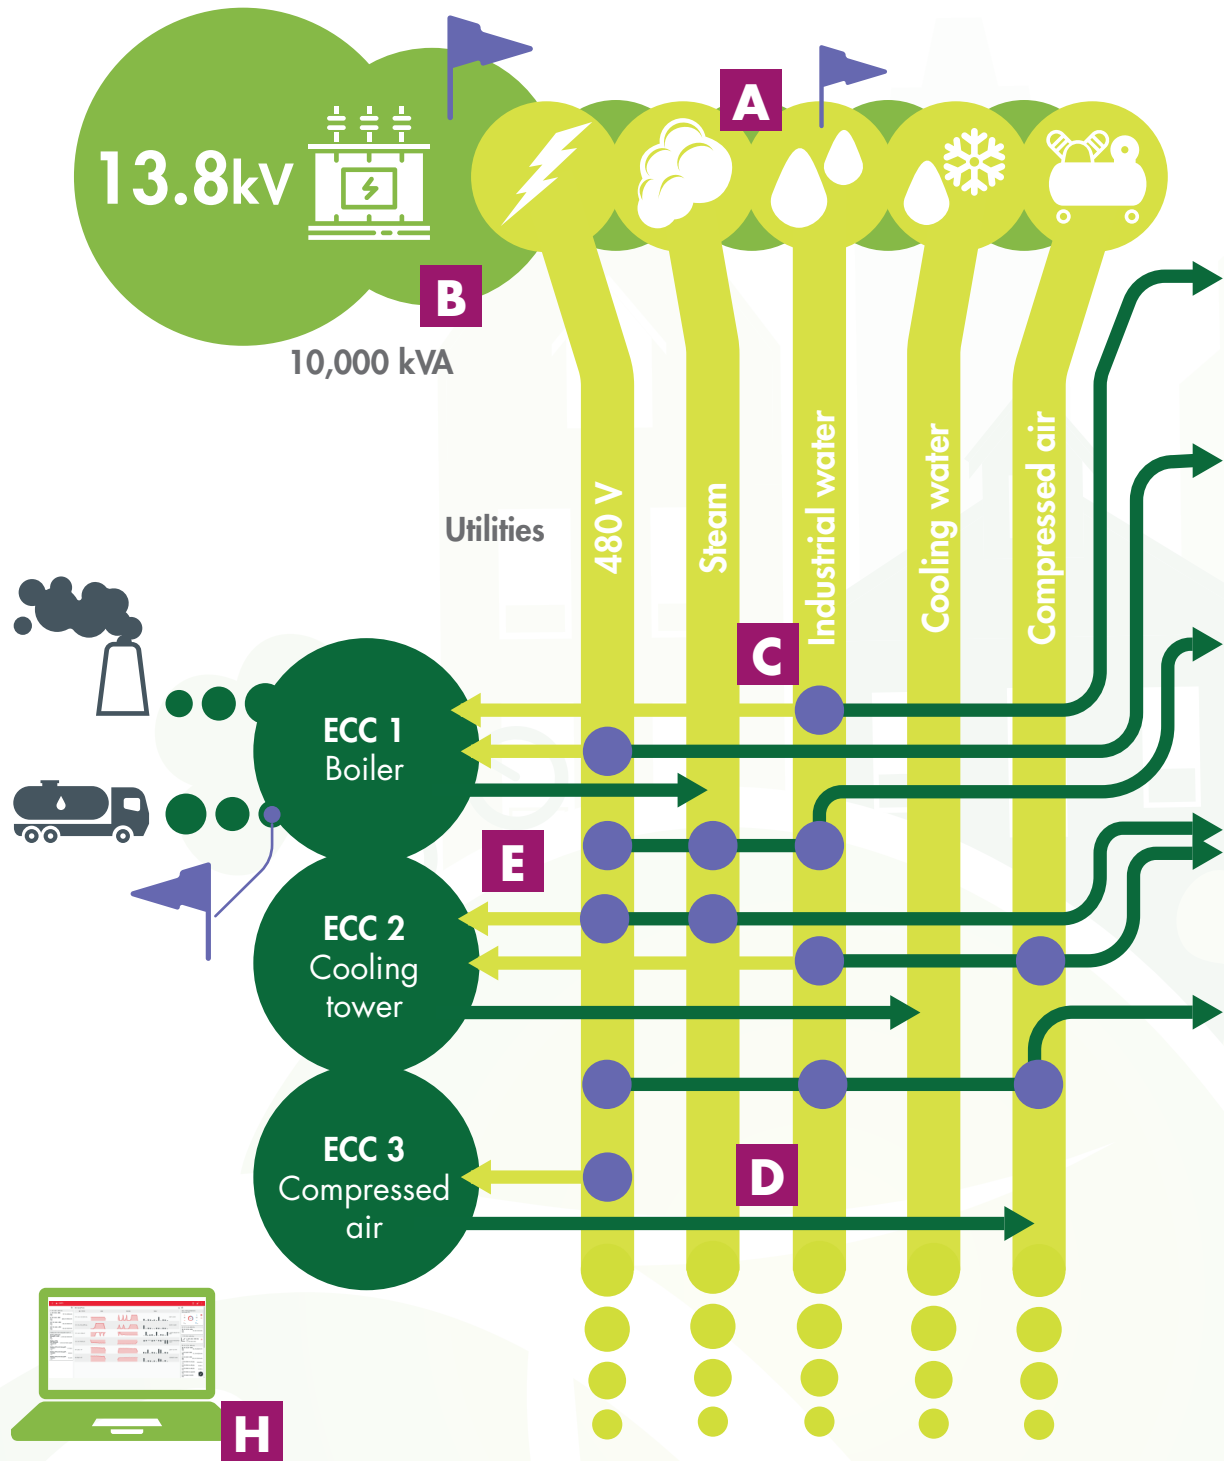 A
13.8kV
B
10,000 kVA
Utilities
480 V
Steam
Industrial water
Cooling water
Compressed air
C
ECC 1
Boiler
E
ECC 2
Cooling
tower
ECC 3
Compressed
air
D
H